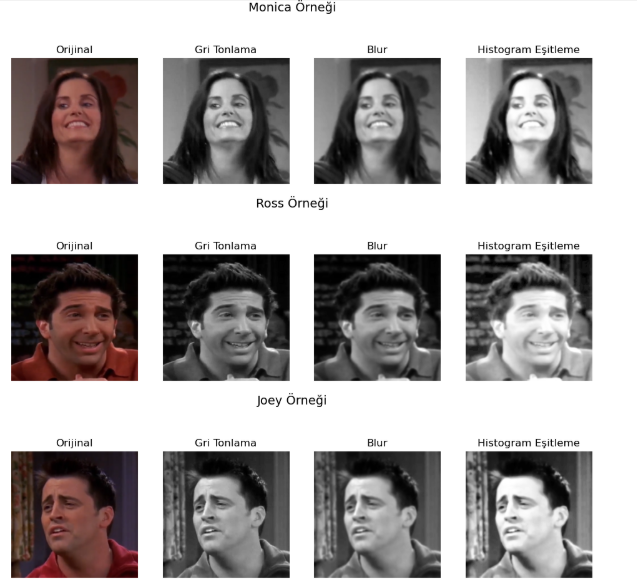 Monica Örneği
Orijinal Gri Tonlama Blur Histogram Eşitleme
Ross Örneği
Orijinal Gri Tonlama Blur Histogram Eşitleme
Joey Örneği
Orijinal Gri Tonlama Blur Histogram Eşitleme